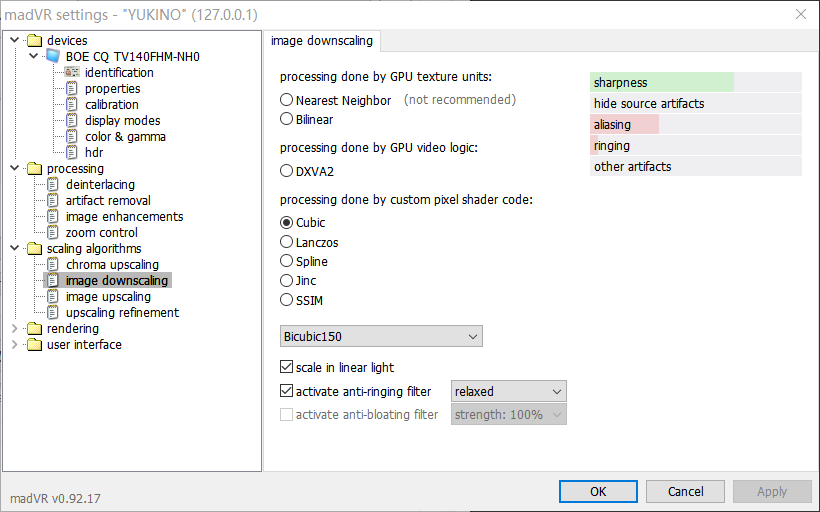 madVR settings - "YUKINO" (127.0.0.1)
devices
BOE CQ TV140FHM-NH0
identification
properties
calibration
display modes
color & gamma
hdr
processing
deinterlacing
artifact removal
image enhancements
zoom control
scaling algorithms
chroma upscaling
image downscaling
image upscaling
upscaling refinement
rendering
user interface
madVR v0.92.17
image downscaling
processing done by GPU texture units:
Nearest Neighbor (not recommended)
Bilinear
processing done by GPU video logic:
DXVA2
processing done by custom pixel shader code:
Cubic
Lanczos
Spline
Jinc
SSIM
Bicubic150
scale in linear light
activate anti-ringing filter relaxed
activate anti-bloating filter strength: 100%
sharpness
hide source artifacts
aliasing
ringing
other artifacts
OK Cancel Apply